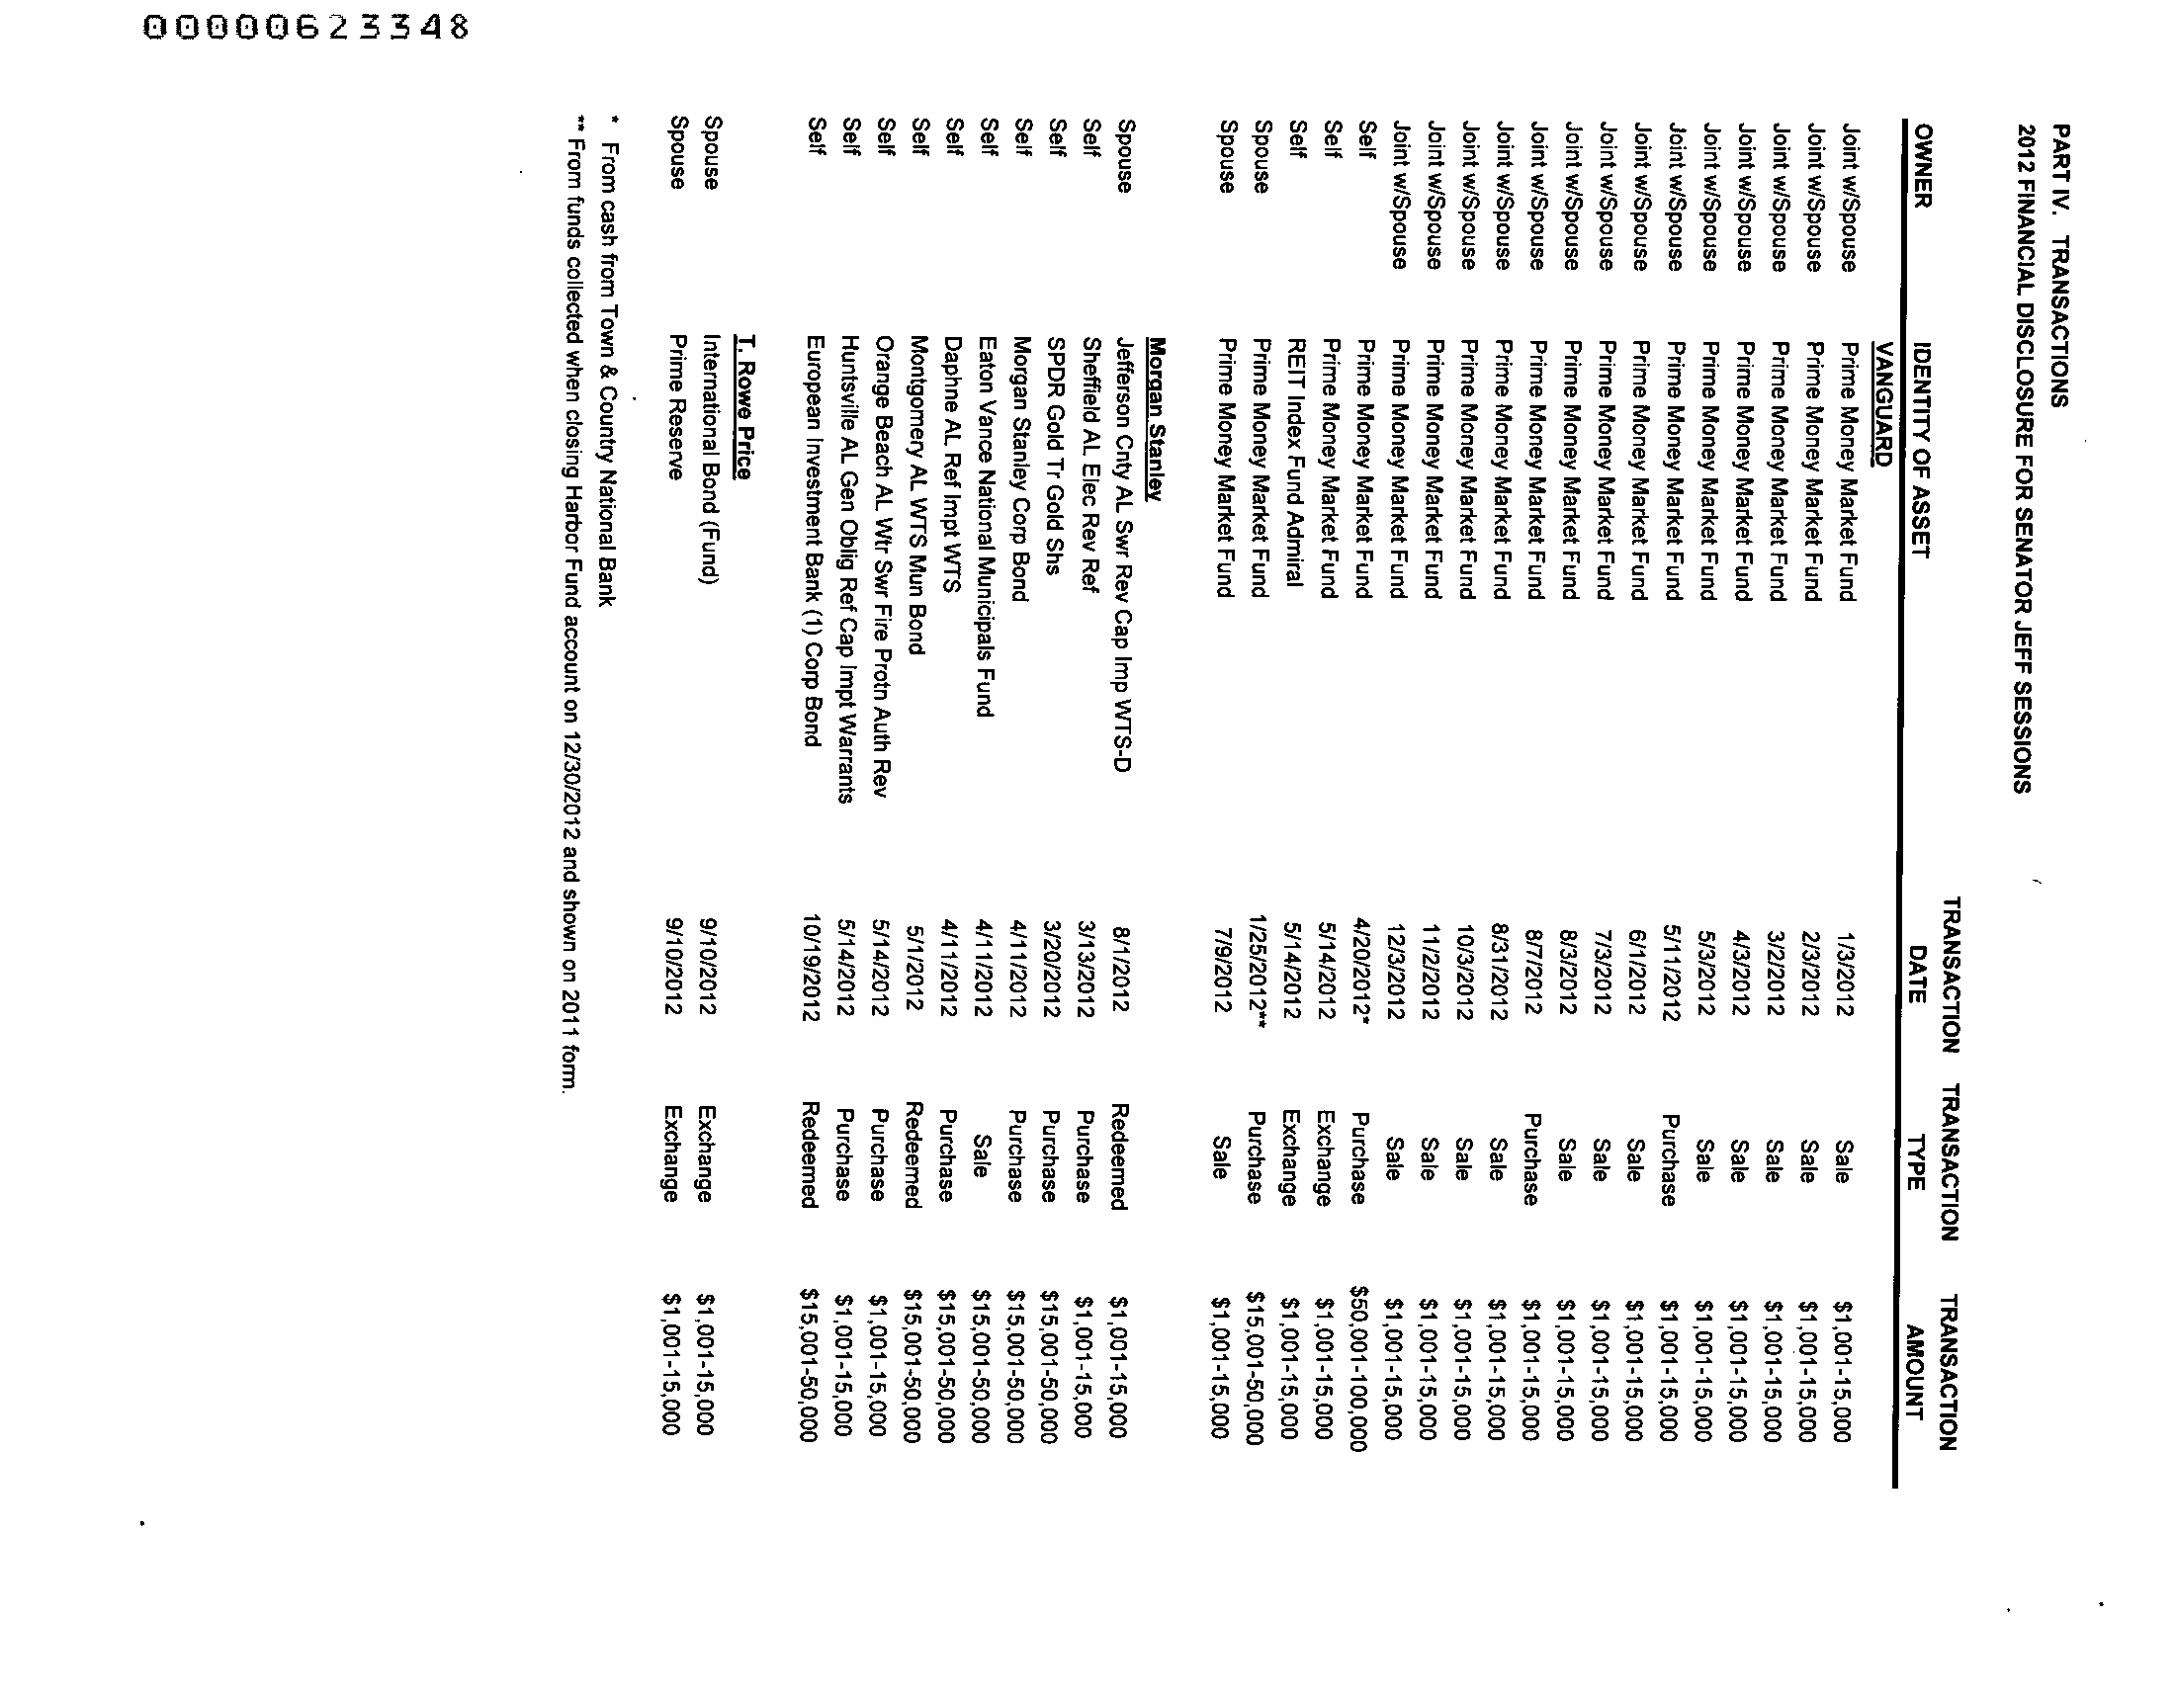 00000623348
PART IV. TRANSACTIONS
2012 FINANCIAL DISCLOSURE FOR SENATOR JEFF SESSIONS
TRANSACTION TRANSACTION TRANSACTION
OWNER IDENTITY OF ASSET DATE TYPE AMOUNT
VANGUARD
Joint w/Spouse Prime Money Market Fund 1/3/2012 Sale $1,001-15,000
Joint w/Spouse Prime Money Market Fund 2/3/2012 Sale $1,001-15,000
Joint w/Spouse Prime Money Market Fund 3/2/2012 Sale $1,001-15,000
Joint w/Spouse Prime Money Market Fund 4/3/2012 Sale $1,001-15,000
Joint w/Spouse Prime Money Market Fund 5/3/2012 Sale $1,001-15,000
Joint w/Spouse Prime Money Market Fund 5/11/2012 Purchase $1,001-15,000
Joint w/Spouse Prime Money Market Fund 6/1/2012 Sale $1,001-15,000
Joint w/Spouse Prime Money Market Fund 7/3/2012 Sale $1,001-15,000
Joint w/Spouse Prime Money Market Fund 8/3/2012 Sale $1,001-15,000
Joint w/Spouse Prime Money Market Fund 8/7/2012 Purchase $1,001-15,000
Joint w/Spouse Prime Money Market Fund 8/31/2012 Sale $1,001-15,000
Joint w/Spouse Prime Money Market Fund 10/3/2012 Sale $1,001-15,000
Joint w/Spouse Prime Money Market Fund 11/2/2012 Sale $1,001-15,000
Joint w/Spouse Prime Money Market Fund 12/3/2012 Sale $1,001-15,000
Self Prime Money Market Fund 4/20/2012* Purchase $50,001-100,000
Self Prime Money Market Fund 5/14/2012 Exchange $1,001-15,000
Self REIT Index Fund Admiral 5/14/2012 Exchange $1,001-15,000
Spouse Prime Money Market Fund 1/25/2012** Purchase $15,001-50,000
Spouse Prime Money Market Fund 7/9/2012 Sale $1,001-15,000
Morgan Stanley
Spouse Jefferson Cnty AL Swr Rev Cap Imp WTS-D 8/1/2012 Redeemed $1,001-15,000
Self Sheffield AL Elec Rev Ref 3/13/2012 Purchase $1,001-15,000
Self SPDR Gold Tr Gold Shs 3/20/2012 Purchase $15,001-50,000
Self Morgan Stanley Corp Bond 4/11/2012 Purchase $15,001-50,000
Self Eaton Vance National Municipals Fund 4/11/2012 Sale $15,001-50,000
Self Daphne AL Ref Impt WTS 4/11/2012 Purchase $15,001-50,000
Self Montgomery AL WTS Mun Bond 5/1/2012 Redeemed $15,001-50,000
Self Orange Beach AL Wtr Swr Fire Protn Auth Rev 5/14/2012 Purchase $1,001-15,000
Self Huntsville AL Gen Oblig Ref Cap Impt Warrants 5/14/2012 Purchase $1,001-15,000
Self European Investment Bank (1) Corp Bond 10/19/2012 Redeemed $15,001-50,000
T. Rowe Price
Spouse International Bond (Fund) 9/10/2012 Exchange $1,001-15,000
Spouse Prime Reserve 9/10/2012 Exchange $1,001-15,000
* From cash from Town & Country National Bank
** From funds collected when closing Harbor Fund account on 12/30/2012 and shown on 2011 form.